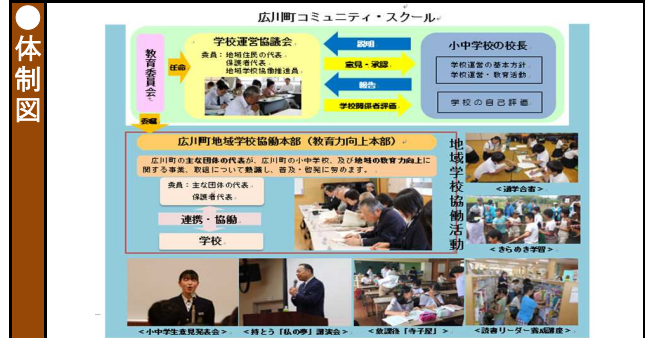 ●体制図
広川町コミュニティ・スクール
教育委員会
任命
委嘱
学校運営協議会
委員：地域住民の代表
保護者代表
地域学校協働推進員
説明
意見・承認
報告
学校関係者評価
小中学校の校長
学校運営の基本方針
学校運営・教育活動
学校の自己評価
広川町地域学校協働本部（教育力向上本部）
広川町の主な団体の代表が、広川町の小中学校、及び地域の教育力向上に
関する事業、取組について熟議し、普及・啓発に努めます。
委員：主な団体の代表
保護者代表
連携・協働
学校
地域学校協働活動
＜通学合宿＞
＜きらめき学習＞
＜小中学生意見発表会＞
＜持とう「私の夢」講演会＞
＜放課後「寺子屋」＞
＜読書リーダー養成講座＞